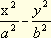 x²/a² - y²/b²